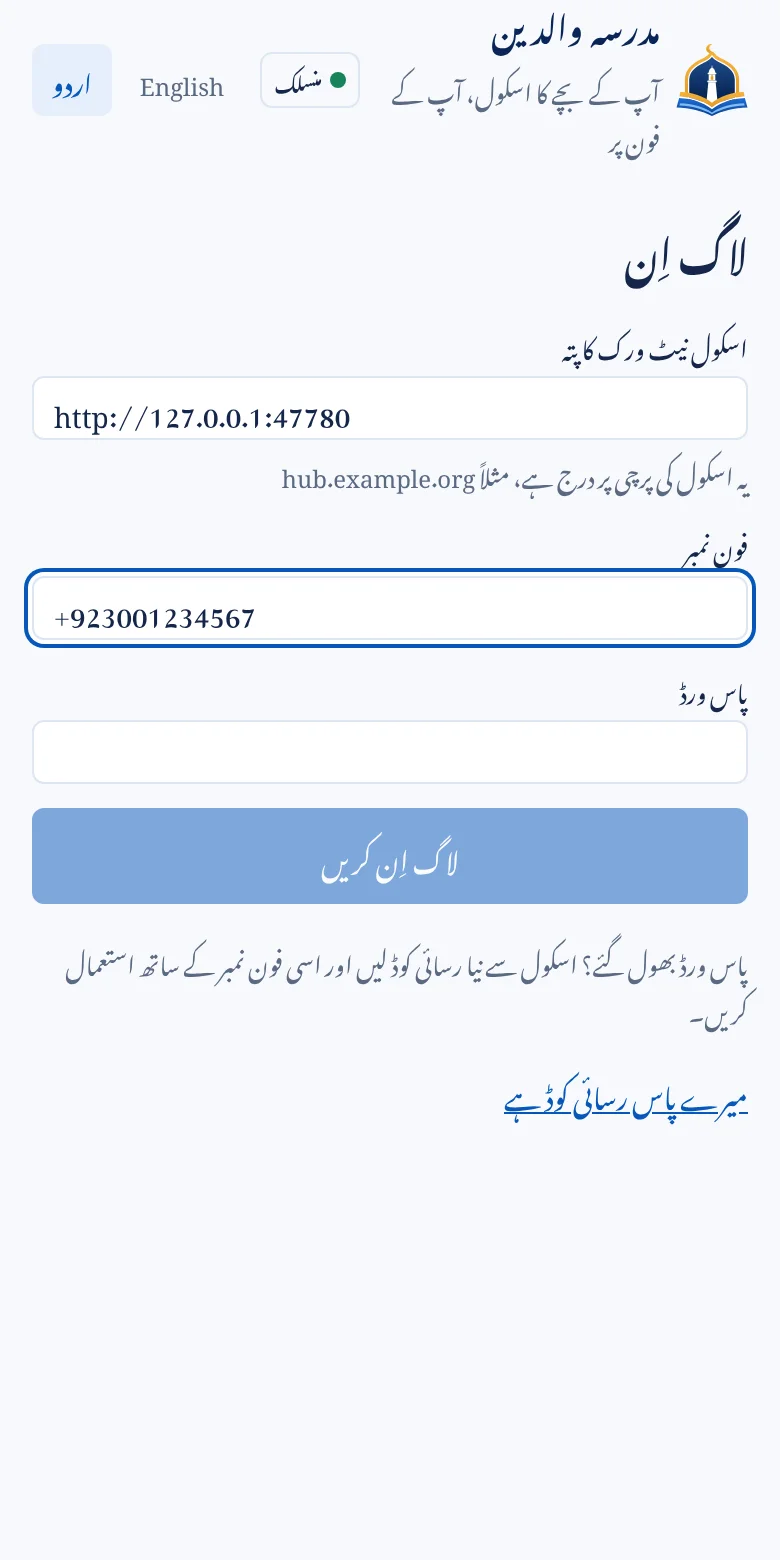 مدرسہ والدین
آپ کے بچے کا اسکول، آپ کے
فون پر
منسلک
English
اردو
لاگ اِن
اسکول نیٹ ورک کا پتہ
http://127.0.0.1:47780
یہ اسکول کی پرچی پر درج ہے، مثلاً hub.example.org
فون نمبر
+923001234567
پاس ورڈ
لاگ اِن کریں
پاس ورڈ بھول گئے؟ اسکول سے نیا رسائی کوڈ لیں اور اسی فون نمبر کے ساتھ استعمال
کریں۔
میرے پاس رسائی کوڈ ہے